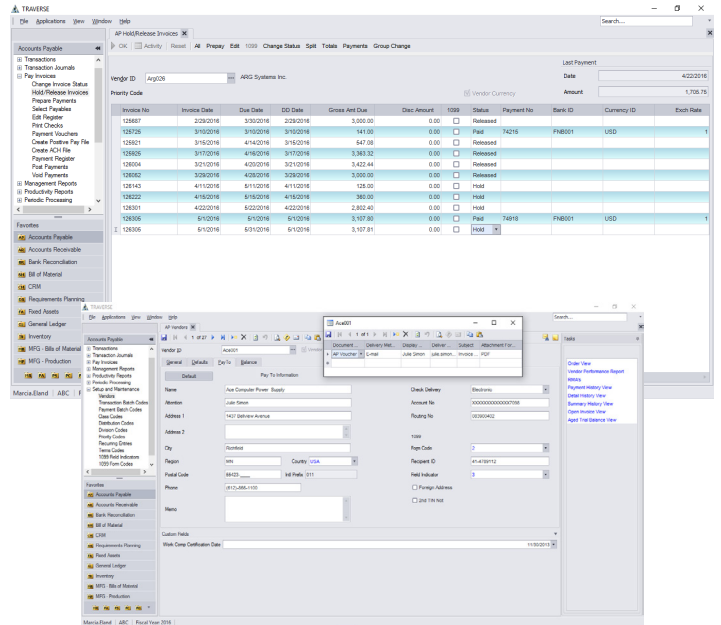 TRAVERSE
File Applications View Window Help
Search....
AP Hold/Release Invoices
OK Activity Reset All Prepay Edit 1099 Change Status Split Totals Payments Group Change
Accounts Payable
Transactions
Transaction Journals
Pay Invoices
Change Invoice Status
Hold/Release Invoices
Prepare Payments
Select Payables
Edit Register
Print Checks
Payment Vouchers
Create Positive Pay File
Create ACH File
Payment Register
Post Payments
Void Payments
Management Reports
Productivity Reports
Periodic Processing
Favorites
Accounts Payable
Accounts Receivable
Bank Reconciliation
Bill of Material
CRM
Requirements Planning
Fixed Assets
General Ledger
Inventory
MFG - Bills of Material
MFG - Production
Marcia.Eland ABC
Last Payment
Vendor ID Arg026 ARG Systems Inc.
Date 4/22/2016
Priority Code
Vendor Currency
Amount 1,706.75
Invoice No Invoice Date Due Date DD Date Gross Amt Due Disc Amount 1099 Status Payment No Bank ID Currency ID Exch Rate
125687 2/29/2016 3/30/2016 2/29/2016 3,000.00 0.00 Released
125725 3/10/2016 3/10/2016 3/10/2016 141.00 0.00 Paid 74215 FNB001 USD 1
125921 3/15/2016 4/14/2016 3/15/2016 547.08 0.00 Released
125925 3/17/2016 4/16/2016 3/17/2016 3,363.32 0.00 Released
126004 3/21/2016 4/20/2016 3/21/2016 3,422.44 0.00 Released
126052 3/29/2016 4/28/2016 3/29/2016 3,000.00 0.00 Released
126143 4/11/2016 5/11/2016 4/11/2016 125.00 0.00 Hold
126222 4/15/2016 5/15/2016 4/15/2016 360.00 0.00 Hold
126301 4/22/2016 5/22/2016 4/22/2016 2,802.40 0.00 Hold
126305 5/1/2016 5/1/2016 5/1/2016 3,107.80 0.00 Paid 74918 FNB001 USD 1
126306 5/1/2016 5/31/2016 5/1/2016 3,107.81 0.00 Hold
TRAVERSE
File Applications View Window Help
Search....
AP Vendors
1 of 27
Accounts Payable
Transactions
Transaction Journals
Pay Invoices
Management Reports
Productivity Reports
Periodic Processing
Setup and Maintenance
Vendors
Transaction Batch Codes
Payment Batch Codes
Class Codes
Distribution Codes
Division Codes
Priority Codes
Recurring Entries
Terms Codes
1099 Field Indicators
1099 Form Codes
Favorites
Accounts Payable
Accounts Receivable
Bank Reconciliation
Bill of Material
CRM
Requirements Planning
Fixed Assets
General Ledger
Inventory
MFG - Bills of Material
MFG - Production
Marcia.Eland ABC Fiscal Year 2016
Vendor ID Ace001
General Defaults PayTo Balance
Default Pay To Information
Name Ace Computer Power Supply
Attention Julie Simon
Address 1 1437 Bellview Avenue
Address 2
City Richfield
Region MN Country USA
Postal Code 55423-____ Intl Prefix 011
Phone (612)-866-1100
Memo
Check Delivery Electronic
Account No
Routing No
1099
Form Code 2
Recipient ID
Field Indicator 3
Foreign Address
2nd TIN Not
Custom Fields
Work Comp Certification Date 11/30/2013
Ace001
1 of 1
Document... Delivery Met... Display ... Deliver ... Subject Attachment For...
AP Voucher E-mail Julie Simon julie.simon... Invoice ... PDF
Tasks
Order View
Vendor Performance Report
Payment History View
Detail History View
Summary History View
Open Invoice View
Aged Trial Balance View